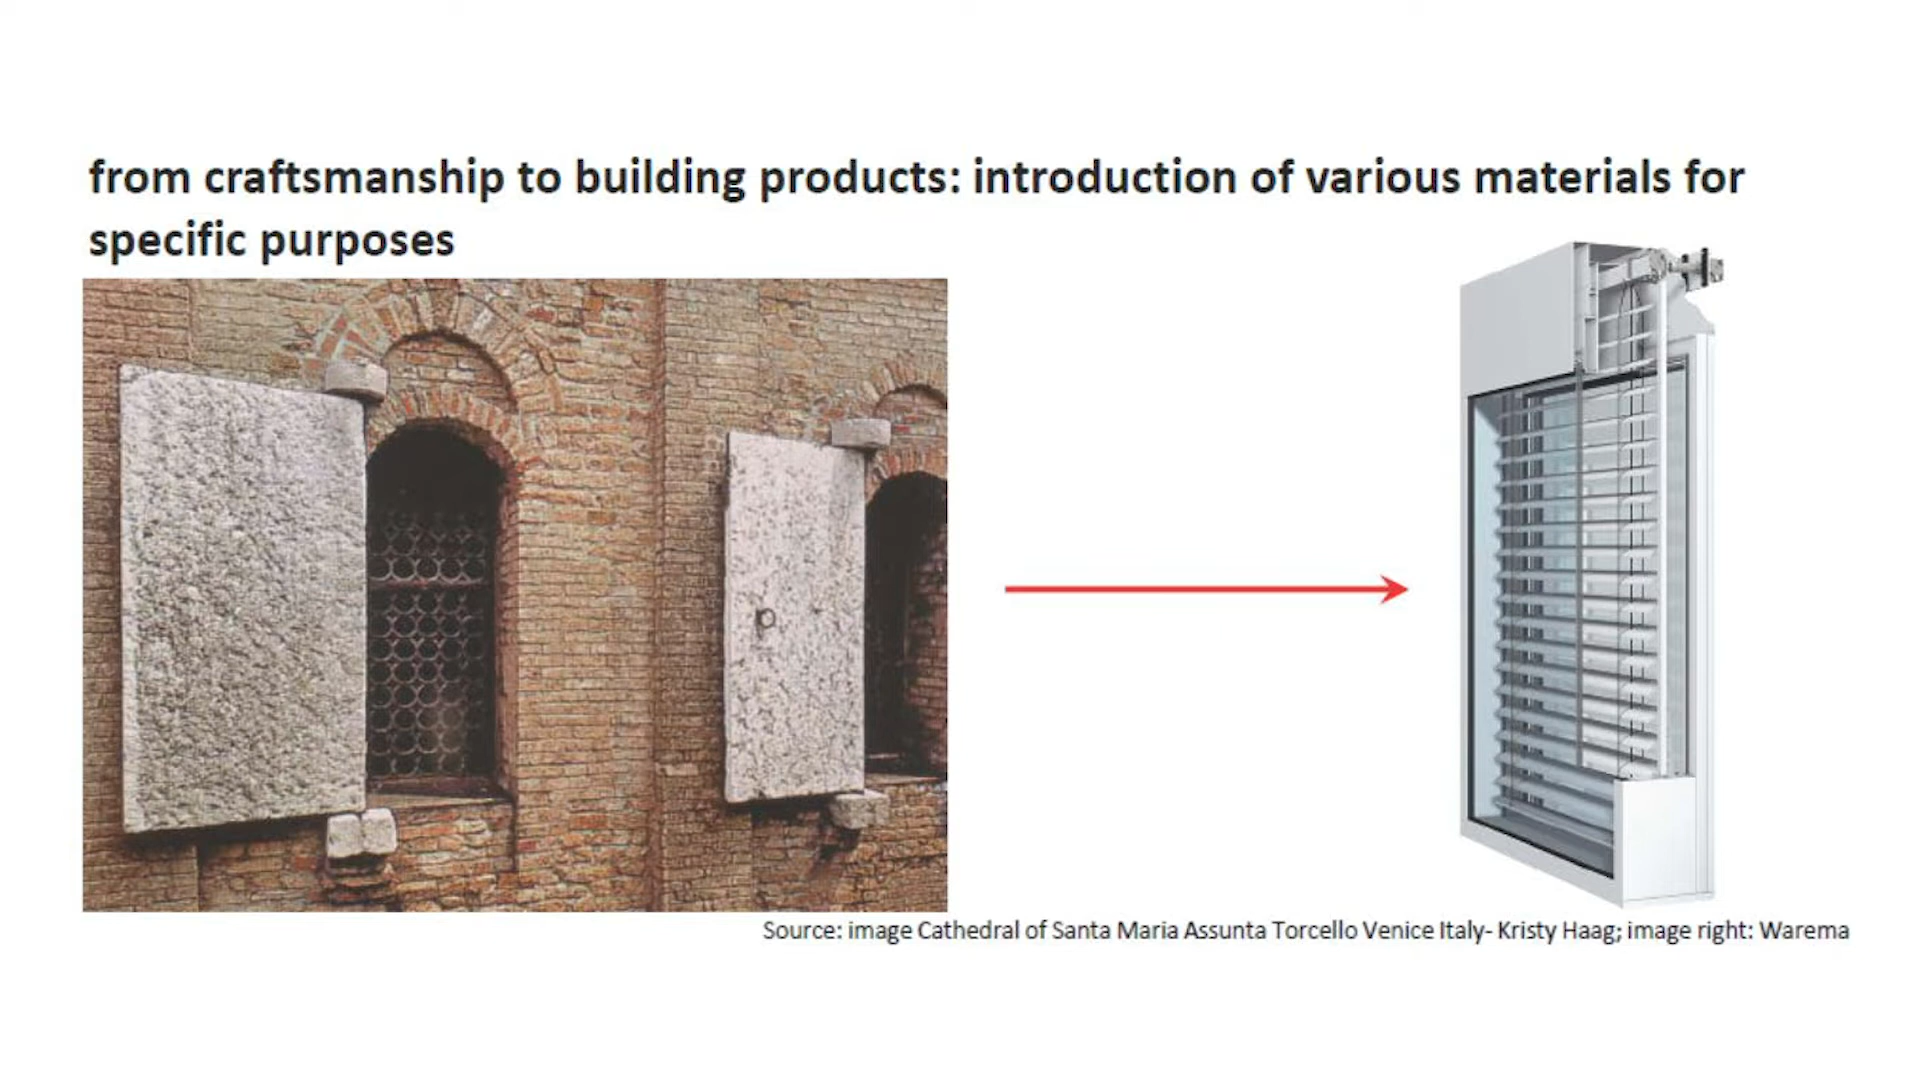 from craftsmanship to building products: introduction of various materials for
specific purposes
Source: image Cathedral of Santa Maria Assunta Torcello Venice Italy- Kristy Haag; image right: Warema